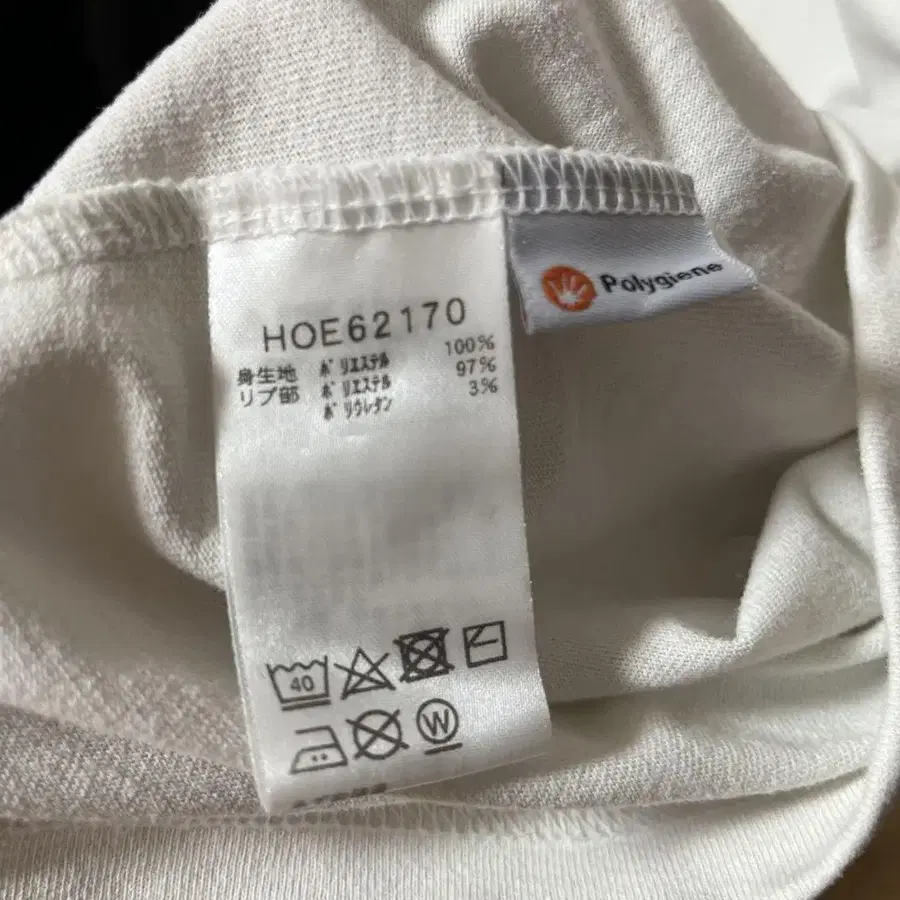 Polygiene
HOE62170
身生地 ポリエステル 100%
リブ部 ポリエステル 97%
ポリウレタン 3%
40
W